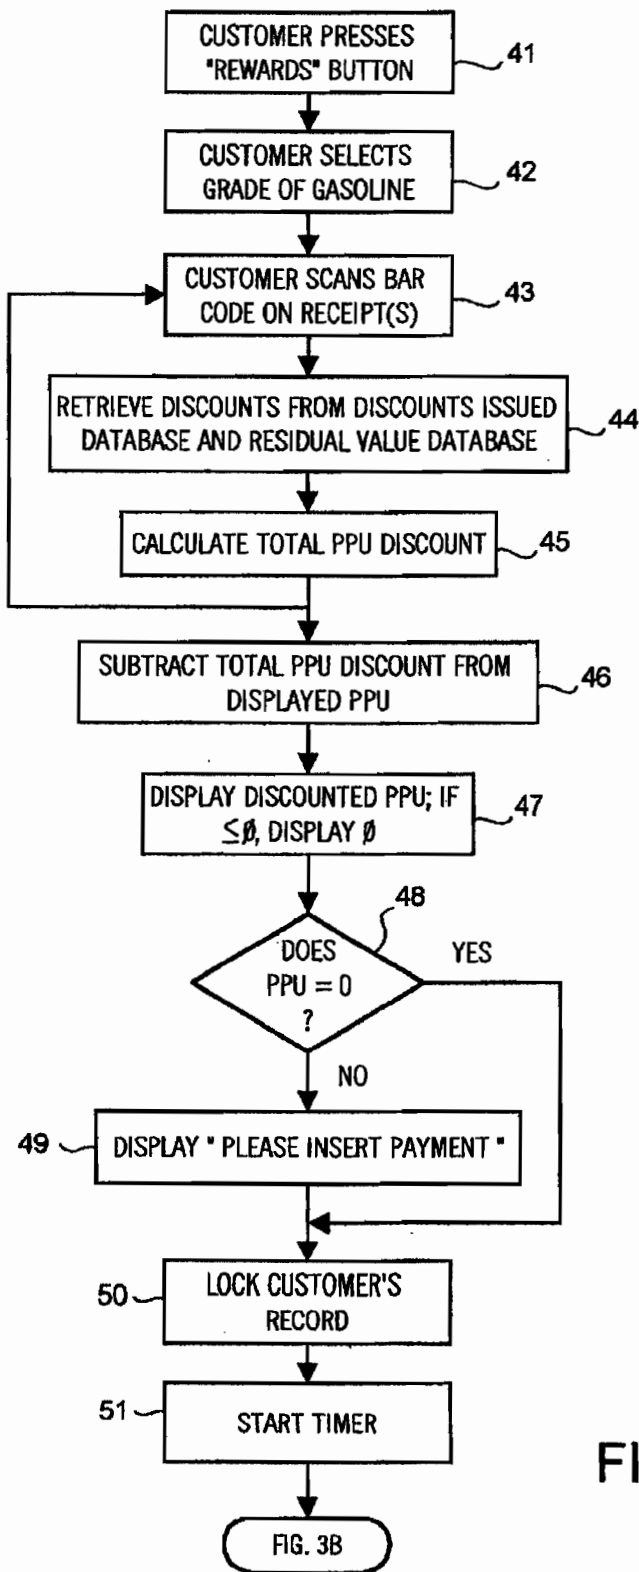 CUSTOMER PRESSES
"REWARDS" BUTTON
41
CUSTOMER SELECTS
GRADE OF GASOLINE
42
CUSTOMER SCANS BAR
CODE ON RECEIPT(S)
43
RETRIEVE DISCOUNTS FROM DISCOUNTS ISSUED
DATABASE AND RESIDUAL VALUE DATABASE
44
CALCULATE TOTAL PPU DISCOUNT
45
SUBTRACT TOTAL PPU DISCOUNT FROM
DISPLAYED PPU
46
DISPLAY DISCOUNTED PPU; IF
≤Ø, DISPLAY Ø
47
48
DOES
PPU = 0
?
YES
NO
49
DISPLAY " PLEASE INSERT PAYMENT "
50
LOCK CUSTOMER'S
RECORD
51
START TIMER
FI
FIG. 3B